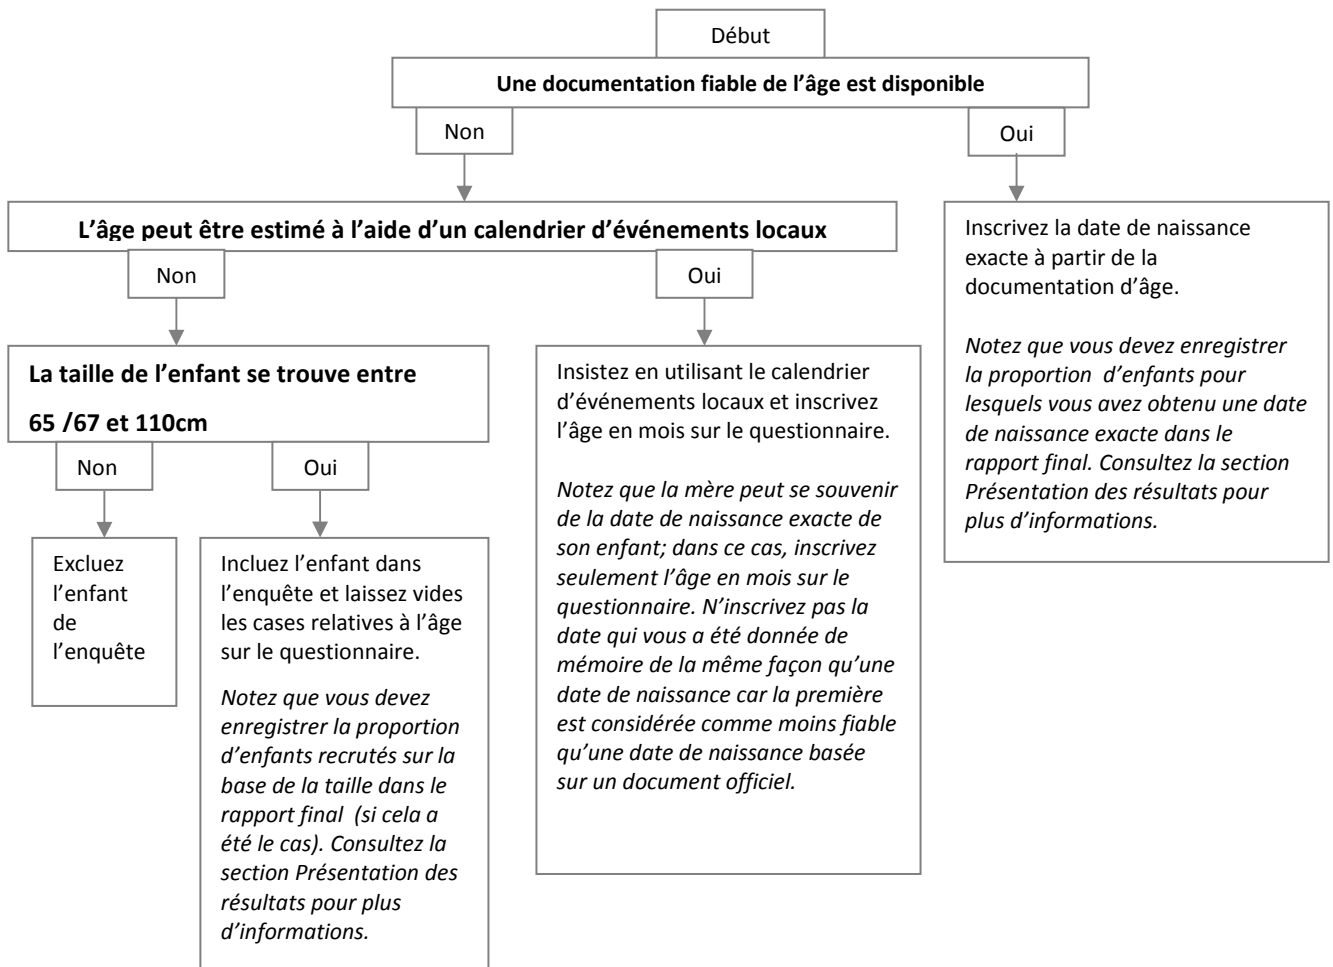 Début
Une documentation fiable de l’âge est disponible
Non
Oui
L’âge peut être estimé à l’aide d’un calendrier d’événements locaux
Non
Oui
Inscrivez la date de naissance
exacte à partir de la
documentation d’âge.
Notez que vous devez enregistrer
la proportion d’enfants pour
lesquels vous avez obtenu une date
de naissance exacte dans le
rapport final. Consultez la section
Présentation des résultats pour
plus d’informations.
La taille de l’enfant se trouve entre
65 /67 et 110cm
Non
Oui
Insistez en utilisant le calendrier
d’événements locaux et inscrivez
l’âge en mois sur le questionnaire.
Notez que la mère peut se souvenir
de la date de naissance exacte de
son enfant; dans ce cas, inscrivez
seulement l’âge en mois sur le
questionnaire. N’inscrivez pas la
date qui vous a été donnée de
mémoire de la même façon qu’une
date de naissance car la première
est considérée comme moins fiable
qu’une date de naissance basée
sur un document officiel.
Excluez
l’enfant
de
l’enquête
Incluez l’enfant dans
l’enquête et laissez vides
les cases relatives à l’âge
sur le questionnaire.
Notez que vous devez
enregistrer la proportion
d’enfants recrutés sur la
base de la taille dans le
rapport final (si cela a
été le cas). Consultez la
section Présentation des
résultats pour plus
d’informations.